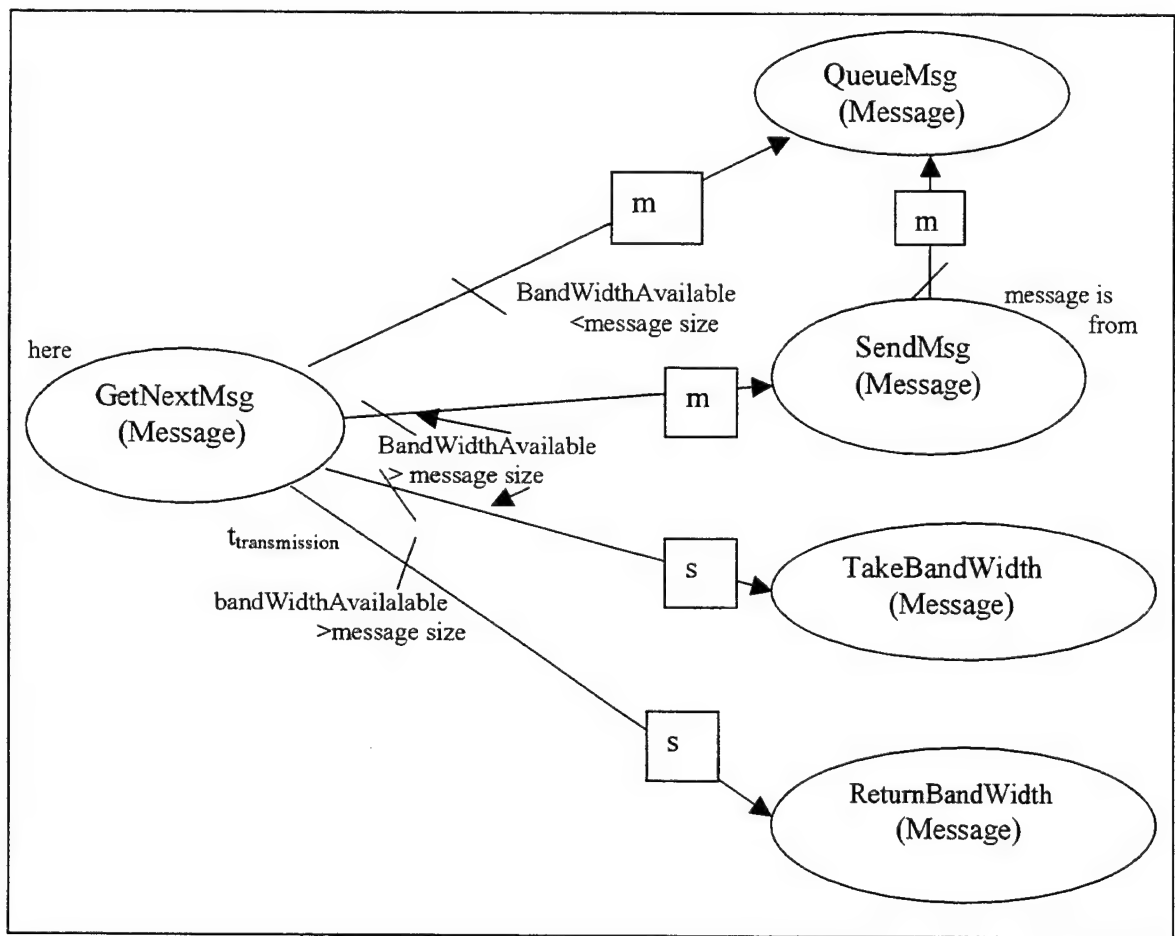 QueueMsg
(Message)
m
m
BandWidthAvailable
<message size
message is
from
here
SendMsg
(Message)
GetNextMsg
(Message)
m
BandWidthAvailable
> message size
t transmission
s
TakeBandWidth
(Message)
bandWidthAvailalable
>message size
s
ReturnBandWidth
(Message)